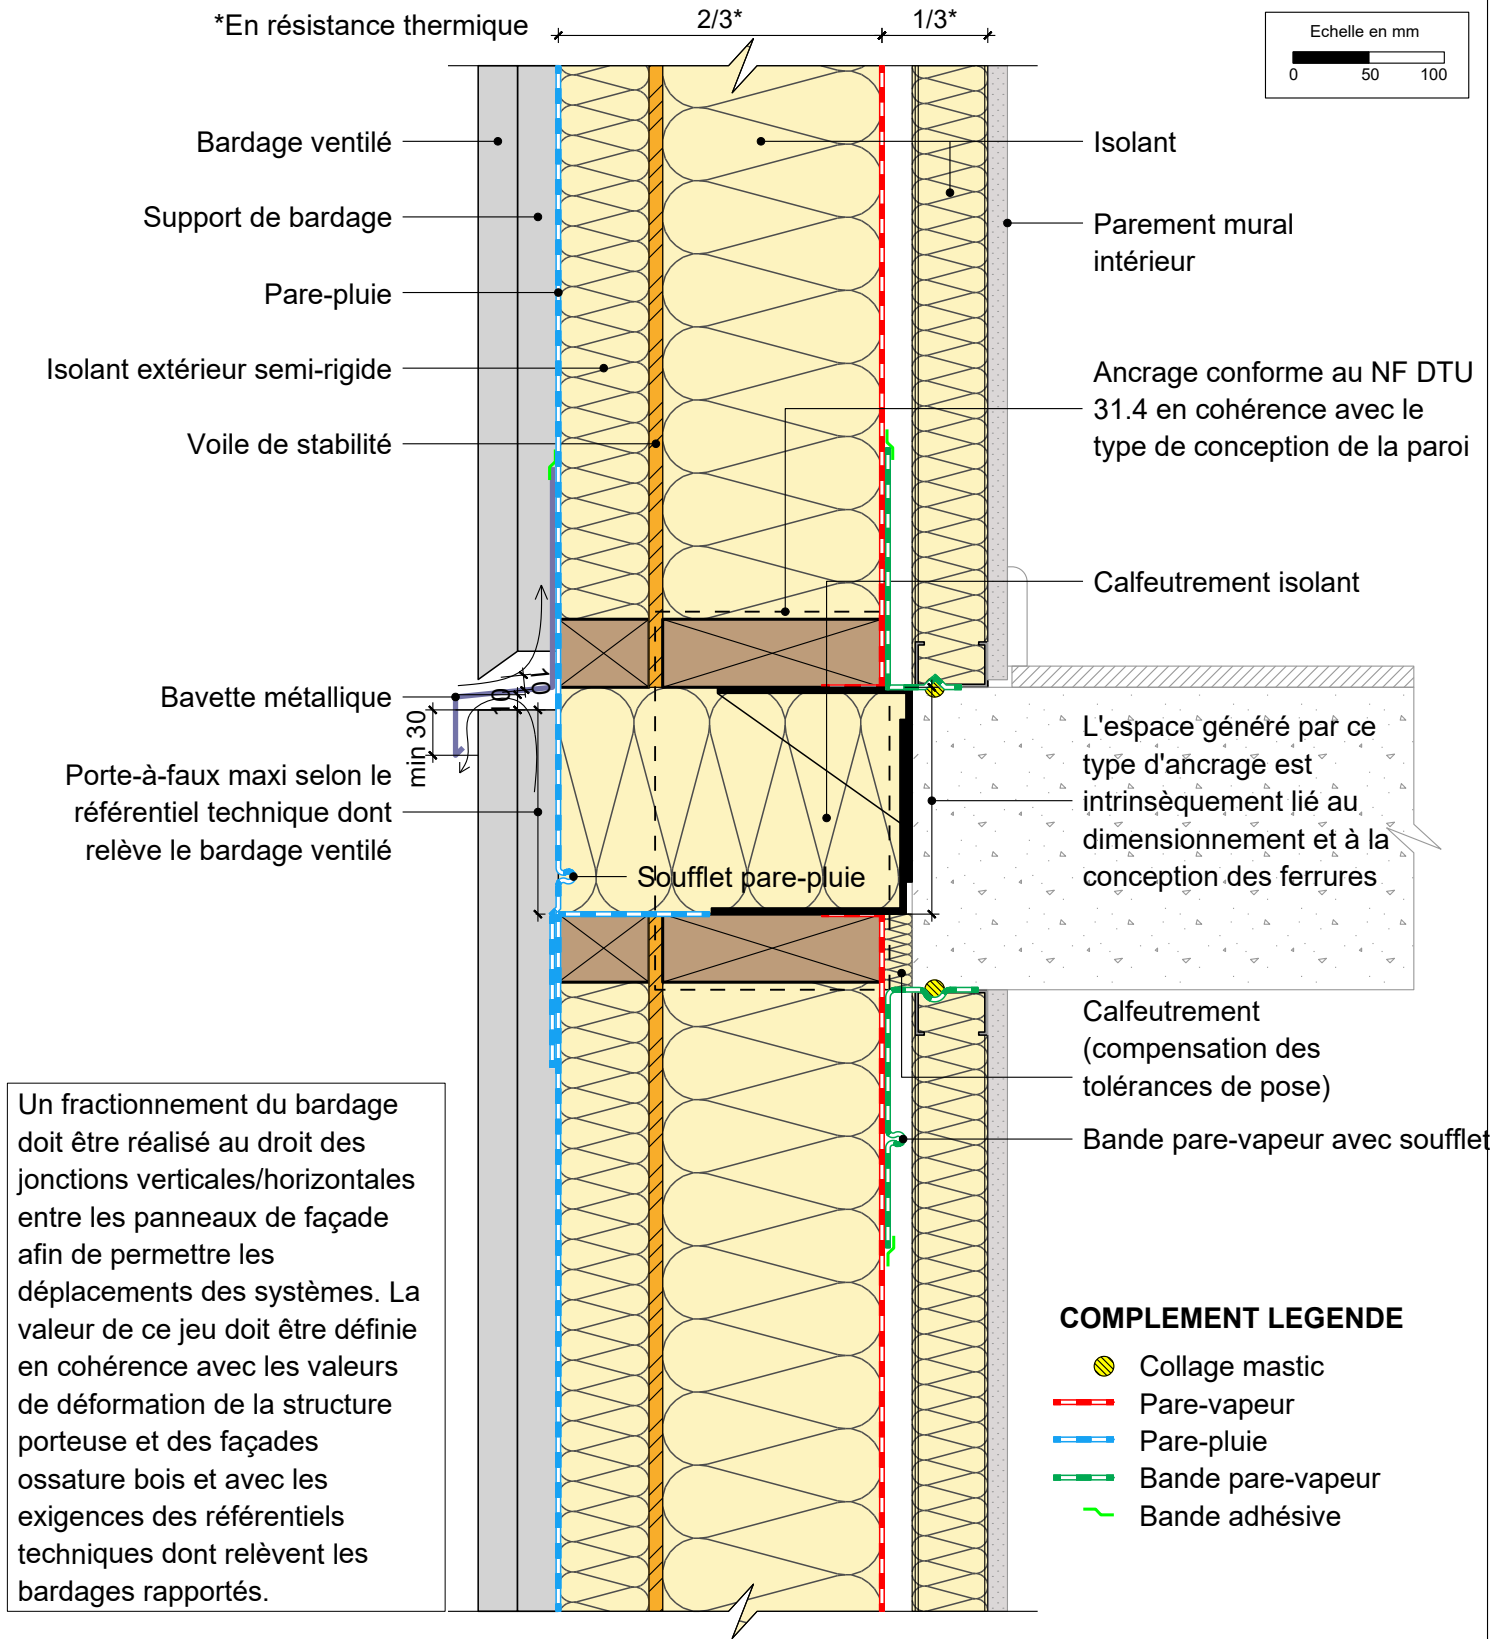 *En résistance thermique
2/3*
1/3*
Echelle en mm
0 50 100
Bardage ventilé
Support de bardage
Pare-pluie
Isolant extérieur semi-rigide
Voile de stabilité
Bavette métallique
10
10
min 30
Porte-à-faux maxi selon le
référentiel technique dont
relève le bardage ventilé
Soufflet pare-pluie
Isolant
Parement mural
intérieur
Ancrage conforme au NF DTU
31.4 en cohérence avec le
type de conception de la paroi
Calfeutrement isolant
L'espace généré par ce
type d'ancrage est
intrinsèquement lié au
dimensionnement et à la
conception des ferrures
Calfeutrement
(compensation des
tolérances de pose)
Bande pare-vapeur avec soufflet
Un fractionnement du bardage
doit être réalisé au droit des
jonctions verticales/horizontales
entre les panneaux de façade
afin de permettre les
déplacements des systèmes. La
valeur de ce jeu doit être définie
en cohérence avec les valeurs
de déformation de la structure
porteuse et des façades
ossature bois et avec les
exigences des référentiels
techniques dont relèvent les
bardages rapportés.
COMPLEMENT LEGENDE
Collage mastic
Pare-vapeur
Pare-pluie
Bande pare-vapeur
Bande adhésive